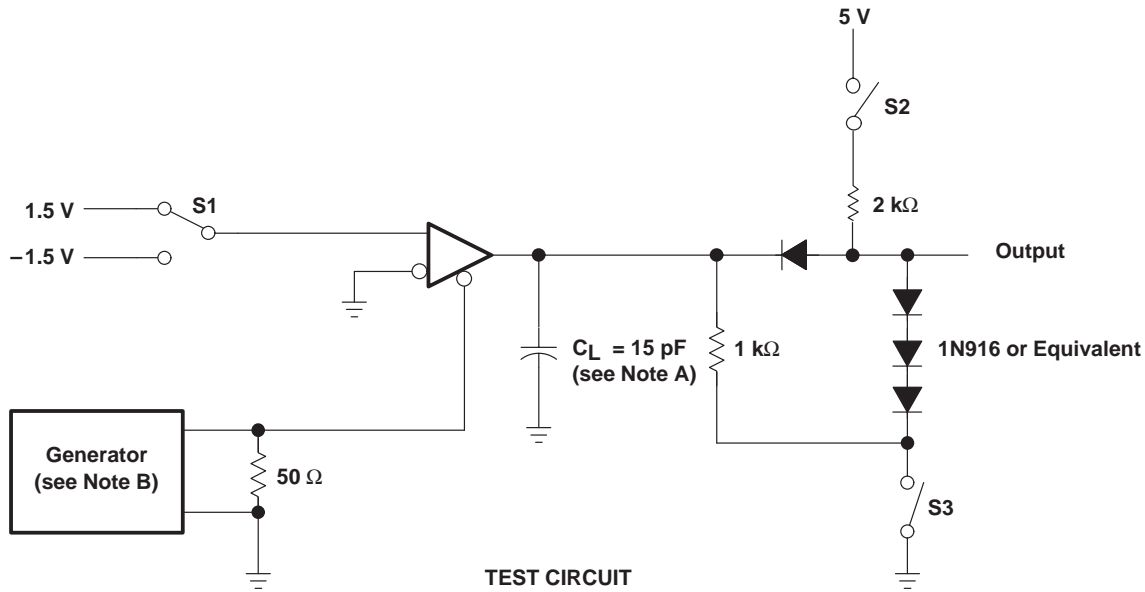 5 V
S2
2 kΩ
1.5 V
S1
–1.5 V
Output
CL = 15 pF
(see Note A)
1 kΩ
1N916 or Equivalent
Generator
(see Note B)
50 Ω
S3
TEST CIRCUIT